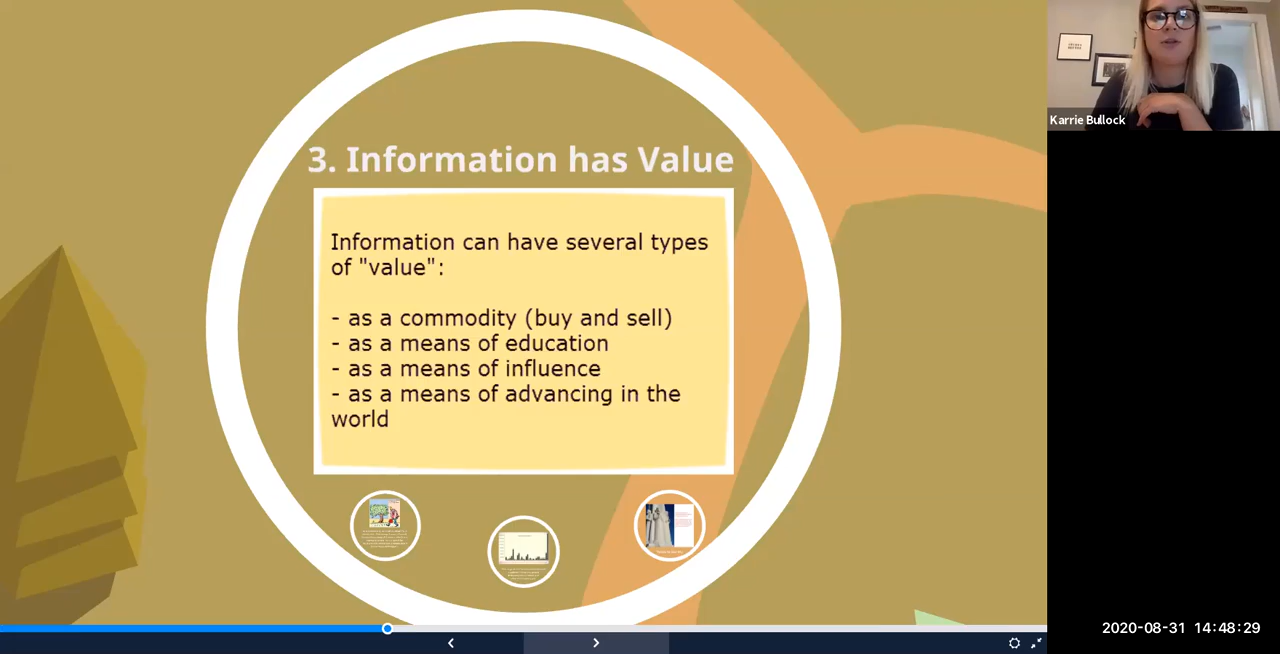 3. Information has Value
Information can have several types
of "value":
- as a commodity (buy and sell)
- as a means of education
- as a means of influence
- as a means of advancing in the
world
Karrie Bullock
2020-08-31 14:48:29